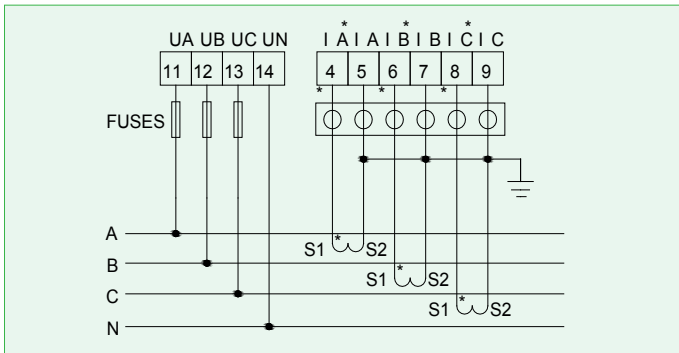 * * *
UA UB UC UN I A I A I B I B I C I C
11 12 13 14 4 5 6 7 8 9
* * *
FUSES
A
* S1 S2
B
* S1 S2
C
* S1 S2
N